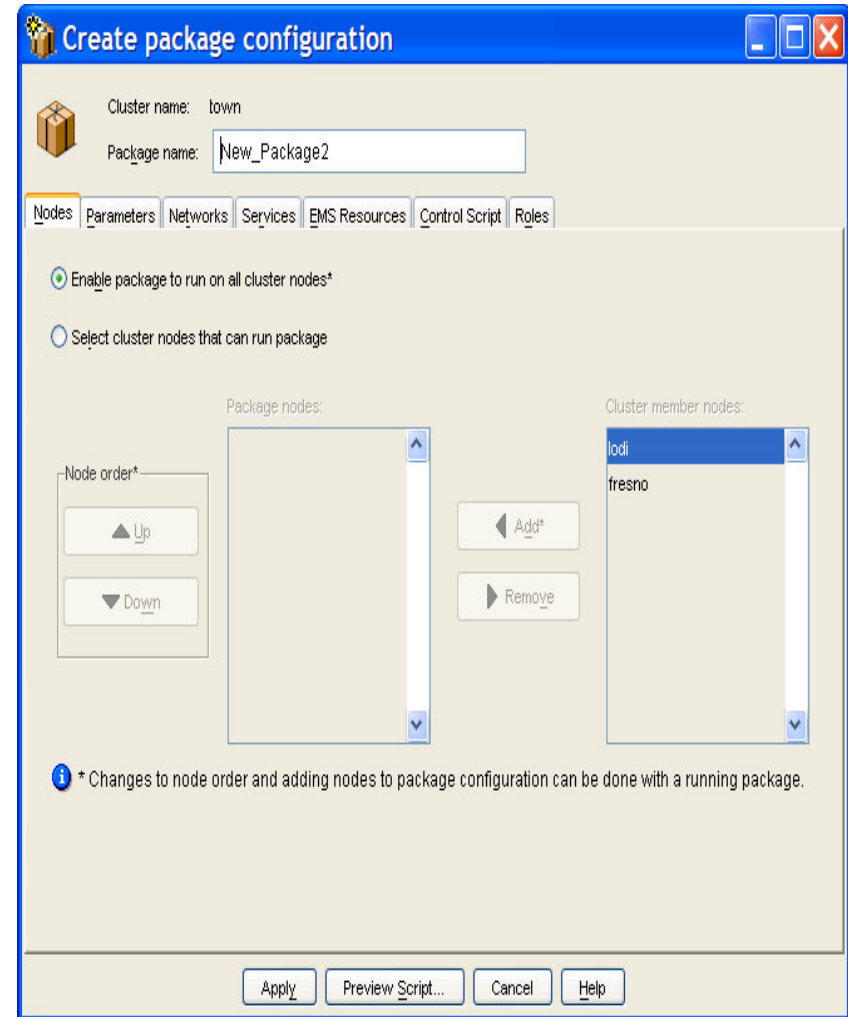 Create package configuration
Cluster name: town
Package name: New_Package2
Nodes Parameters Networks Services EMS Resources Control Script Roles
Enable package to run on all cluster nodes*
Select cluster nodes that can run package
Package nodes:
Cluster member nodes:
Node order*
Up
Down
Add*
Remove
lodi
fresno
i * Changes to node order and adding nodes to package configuration can be done with a running package.
Apply Preview Script... Cancel Help